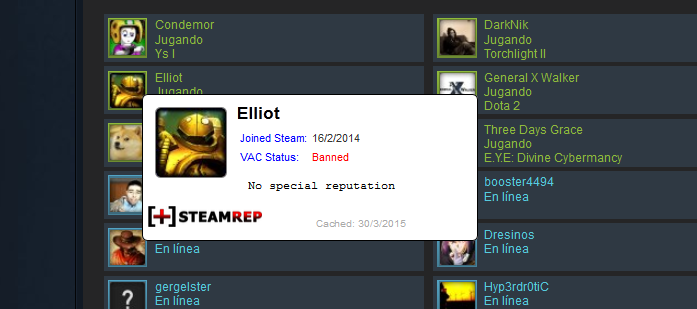 Condemor
Jugando
Ys I
DarkNik
Jugando
Torchlight II
Elliot
Jugando
General X Walker
Jugando
Dota 2
Elliot
Joined Steam: 16/2/2014
VAC Status: Banned
No special reputation
[+] STEAMREP
Cached: 30/3/2015
Three Days Grace
Jugando
E.Y.E: Divine Cybermancy
booster4494
En línea
En línea
Dresinos
En línea
gergelster
En línea
Hyp3rdr0tiC
En línea